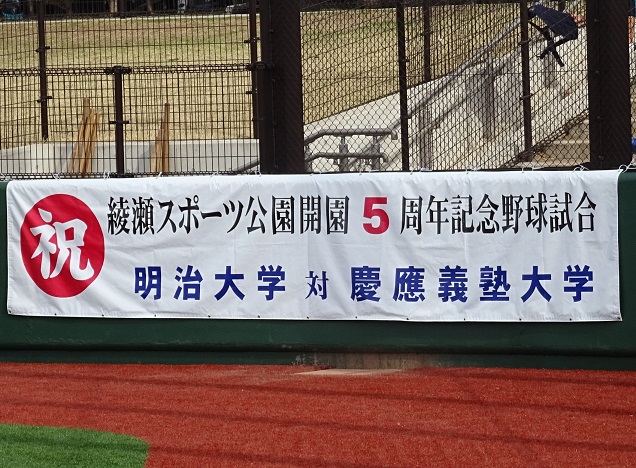 祝
綾瀬スポーツ公園開園5周年記念野球試合
明治大学 対 慶應義塾大学